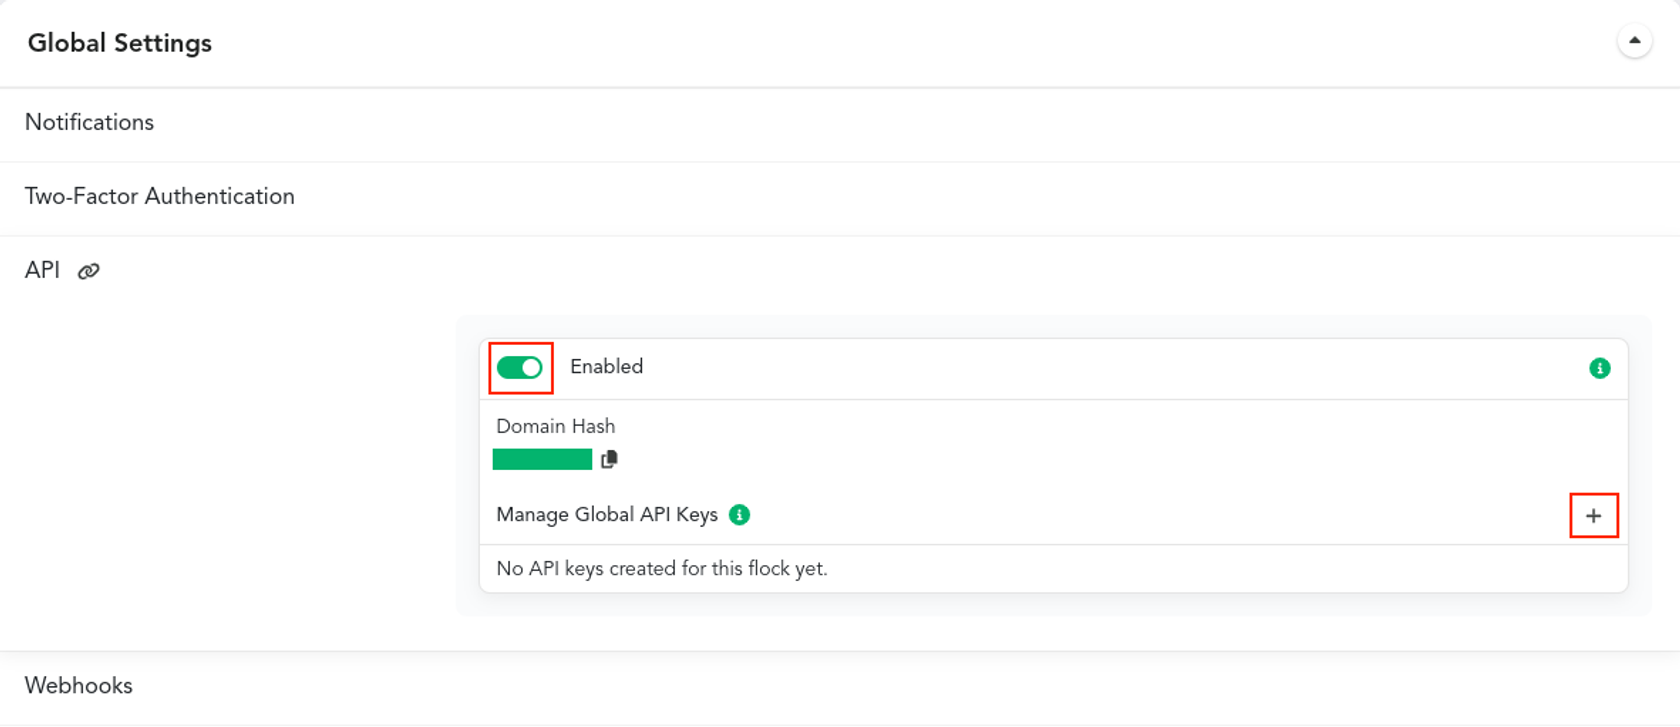 Global Settings
Notifications
Two-Factor Authentication
API
Enabled
Domain Hash
Manage Global API Keys
No API keys created for this flock yet.
Webhooks